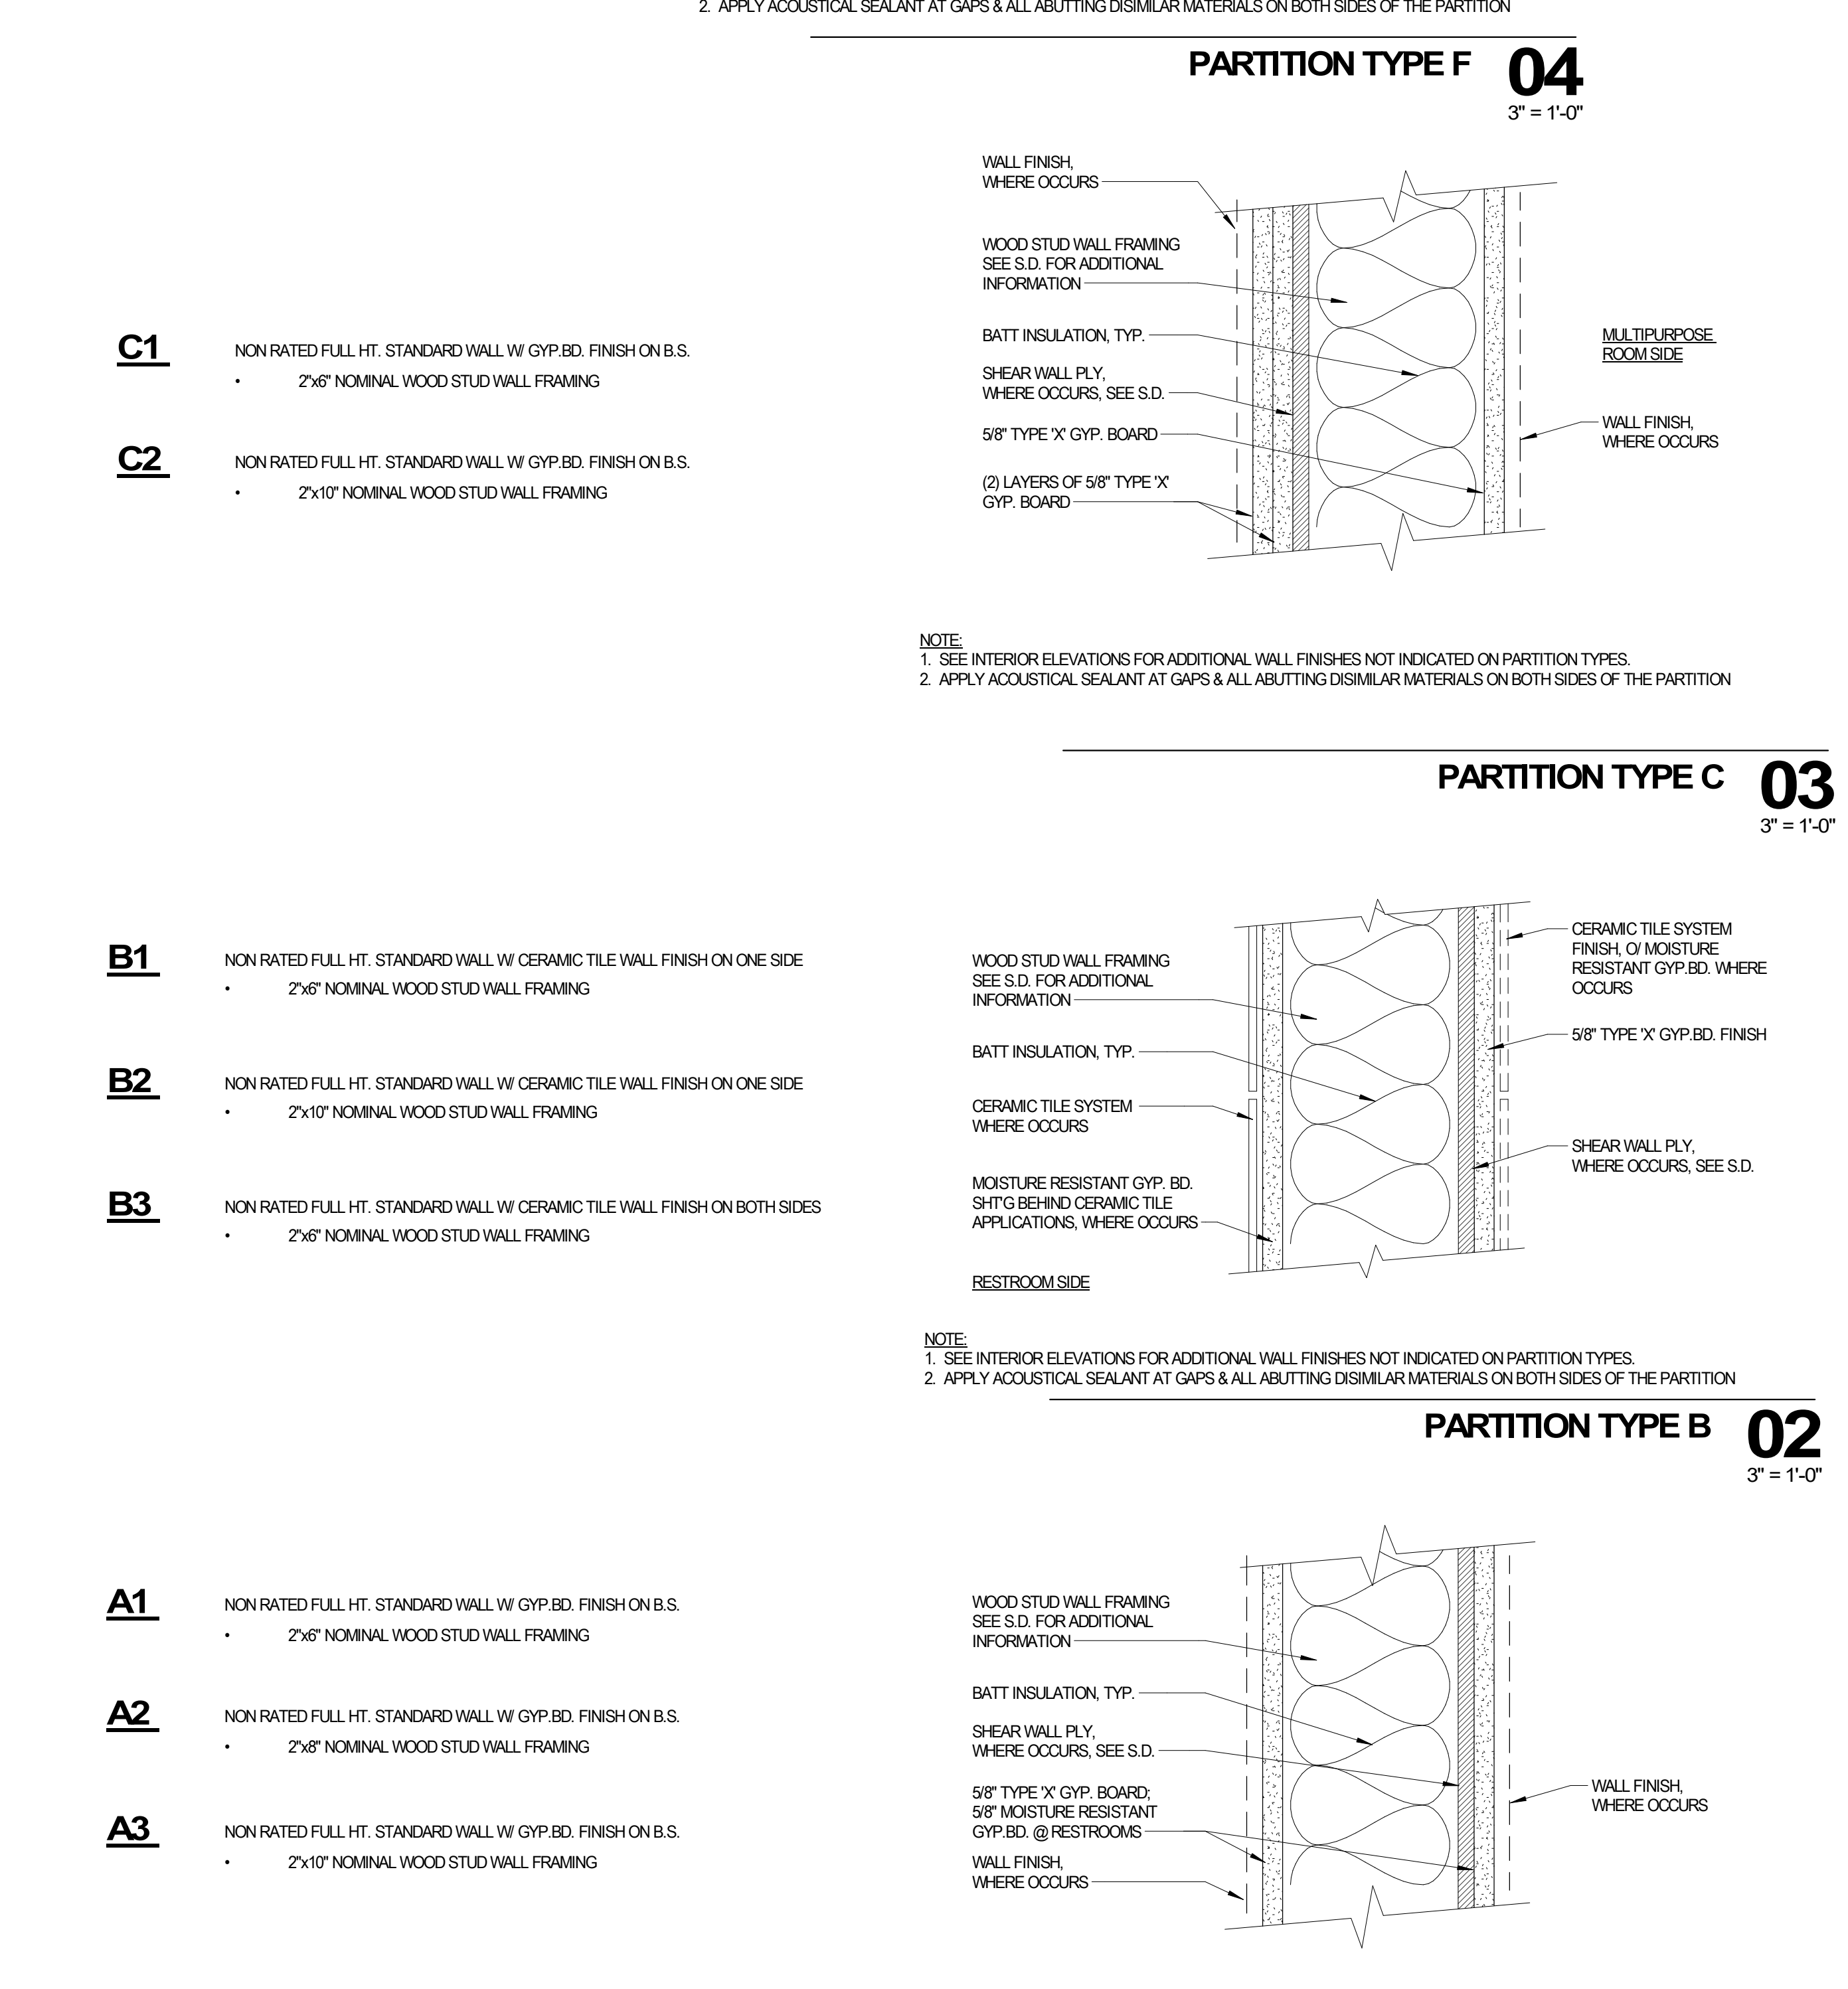 2. APPLY ACOUSTICAL SEALANT AT GAPS & ALL ABUTTING DISIMILAR MATERIALS ON BOTH SIDES OF THE PARTITION
PARTITION TYPE F
04
3" = 1'-0"
C1
NON RATED FULL HT. STANDARD WALL W/ GYP.BD. FINISH ON B.S.
• 2"x6" NOMINAL WOOD STUD WALL FRAMING
C2
NON RATED FULL HT. STANDARD WALL W/ GYP.BD. FINISH ON B.S.
• 2"x10" NOMINAL WOOD STUD WALL FRAMING
WALL FINISH,
WHERE OCCURS
WOOD STUD WALL FRAMING
SEE S.D. FOR ADDITIONAL
INFORMATION
BATT INSULATION, TYP.
SHEAR WALL PLY,
WHERE OCCURS, SEE S.D.
5/8" TYPE 'X' GYP. BOARD
(2) LAYERS OF 5/8" TYPE 'X'
GYP. BOARD
MULTIPURPOSE
ROOM SIDE
WALL FINISH,
WHERE OCCURS
NOTE:
1. SEE INTERIOR ELEVATIONS FOR ADDITIONAL WALL FINISHES NOT INDICATED ON PARTITION TYPES.
2. APPLY ACOUSTICAL SEALANT AT GAPS & ALL ABUTTING DISIMILAR MATERIALS ON BOTH SIDES OF THE PARTITION
PARTITION TYPE C
03
3" = 1'-0"
B1
NON RATED FULL HT. STANDARD WALL W/ CERAMIC TILE WALL FINISH ON ONE SIDE
• 2"x6" NOMINAL WOOD STUD WALL FRAMING
B2
NON RATED FULL HT. STANDARD WALL W/ CERAMIC TILE WALL FINISH ON ONE SIDE
• 2"x10" NOMINAL WOOD STUD WALL FRAMING
B3
NON RATED FULL HT. STANDARD WALL W/ CERAMIC TILE WALL FINISH ON BOTH SIDES
• 2"x6" NOMINAL WOOD STUD WALL FRAMING
WOOD STUD WALL FRAMING
SEE S.D. FOR ADDITIONAL
INFORMATION
BATT INSULATION, TYP.
CERAMIC TILE SYSTEM
WHERE OCCURS
MOISTURE RESISTANT GYP. BD.
SHT'G BEHIND CERAMIC TILE
APPLICATIONS, WHERE OCCURS
RESTROOM SIDE
CERAMIC TILE SYSTEM
FINISH, O/ MOISTURE
RESISTANT GYP.BD. WHERE
OCCURS
5/8" TYPE 'X' GYP.BD. FINISH
SHEAR WALL PLY,
WHERE OCCURS, SEE S.D.
NOTE:
1. SEE INTERIOR ELEVATIONS FOR ADDITIONAL WALL FINISHES NOT INDICATED ON PARTITION TYPES.
2. APPLY ACOUSTICAL SEALANT AT GAPS & ALL ABUTTING DISIMILAR MATERIALS ON BOTH SIDES OF THE PARTITION
PARTITION TYPE B
02
3" = 1'-0"
A1
NON RATED FULL HT. STANDARD WALL W/ GYP.BD. FINISH ON B.S.
• 2"x6" NOMINAL WOOD STUD WALL FRAMING
A2
NON RATED FULL HT. STANDARD WALL W/ GYP.BD. FINISH ON B.S.
• 2"x8" NOMINAL WOOD STUD WALL FRAMING
A3
NON RATED FULL HT. STANDARD WALL W/ GYP.BD. FINISH ON B.S.
• 2"x10" NOMINAL WOOD STUD WALL FRAMING
WOOD STUD WALL FRAMING
SEE S.D. FOR ADDITIONAL
INFORMATION
BATT INSULATION, TYP.
SHEAR WALL PLY,
WHERE OCCURS, SEE S.D.
5/8" TYPE 'X' GYP. BOARD;
5/8" MOISTURE RESISTANT
GYP.BD. @ RESTROOMS
WALL FINISH,
WHERE OCCURS
WALL FINISH,
WHERE OCCURS